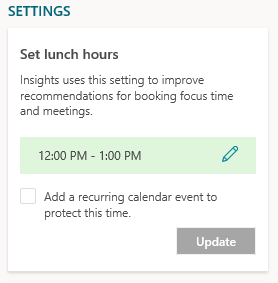 SETTINGS
Set lunch hours
Insights uses this setting to improve
recommendations for booking focus time
and meetings.
12:00 PM - 1:00 PM
Add a recurring calendar event to
protect this time.
Update